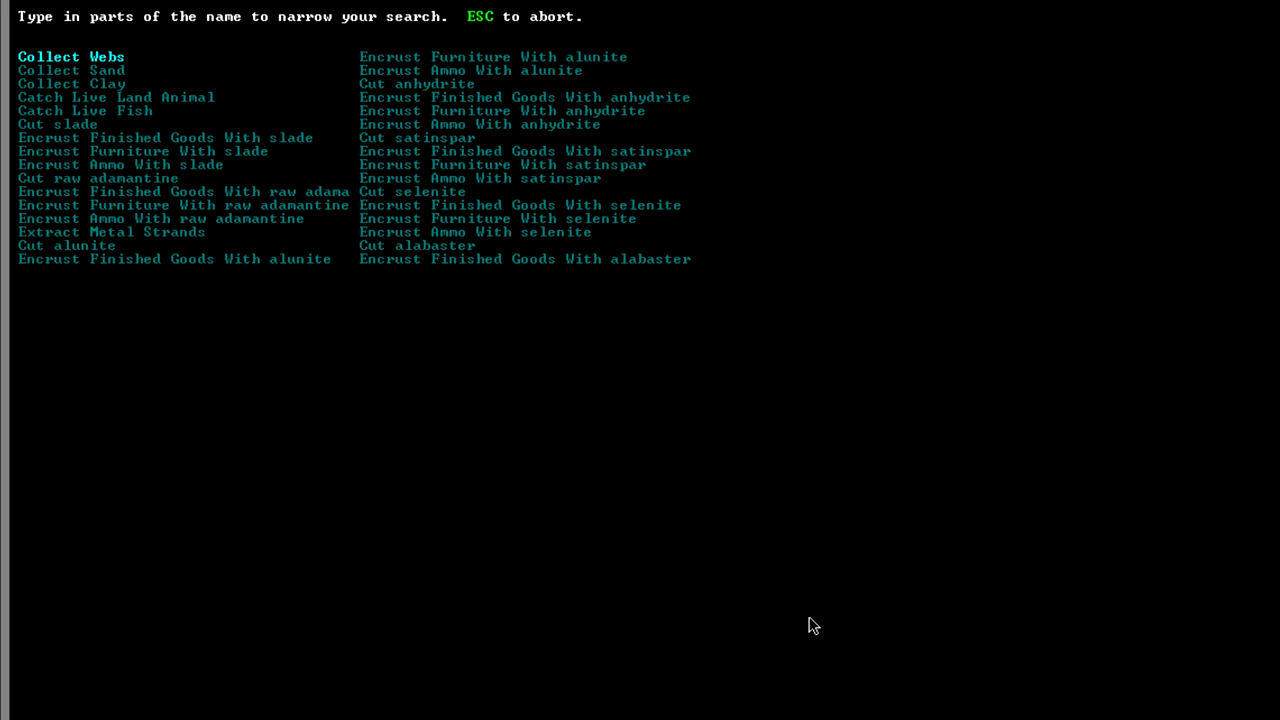 Type in parts of the name to narrow your search.  ESC to abort.
Collect Webs
Collect Sand
Collect Clay
Catch Live Land Animal
Catch Live Fish
Cut slade
Encrust Finished Goods With slade
Encrust Furniture With slade
Encrust Ammo With slade
Cut raw adamantine
Encrust Finished Goods With raw adama
Encrust Furniture With raw adamantine
Encrust Ammo With raw adamantine
Extract Metal Strands
Cut alunite
Encrust Finished Goods With alunite
Encrust Furniture With alunite
Encrust Ammo With alunite
Cut anhydrite
Encrust Finished Goods With anhydrite
Encrust Furniture With anhydrite
Encrust Ammo With anhydrite
Cut satinspar
Encrust Finished Goods With satinspar
Encrust Furniture With satinspar
Encrust Ammo With satinspar
Cut selenite
Encrust Finished Goods With selenite
Encrust Furniture With selenite
Encrust Ammo With selenite
Cut alabaster
Encrust Finished Goods With alabaster